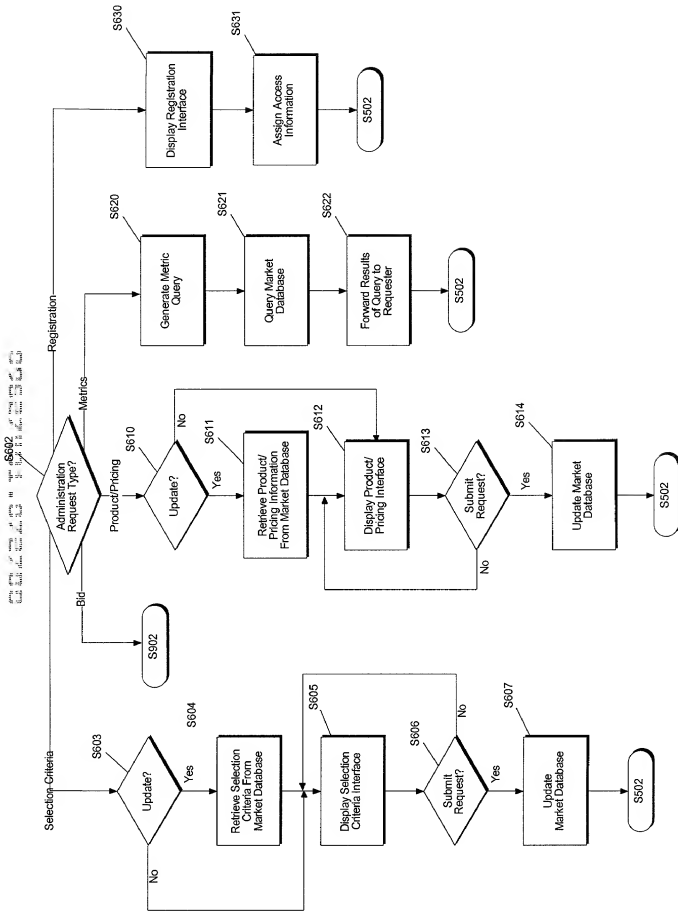 S602
Administration
Request Type?
Selection Criteria
Bid
Product/Pricing
Metrics
Registration
S603
Update?
No
Yes
S604
Retrieve Selection
Criteria From
Market Database
S605
Display Selection
Criteria Interface
S606
Submit
Request?
No
Yes
S607
Update
Market Database
S502
S902
S610
Update?
No
Yes
S611
Retrieve Product/
Pricing Information
From Market Database
S612
Display Product/
Pricing Interface
S613
Submit
Request?
No
Yes
S614
Update Market
Database
S502
S620
Generate Metric
Query
S621
Query Market
Database
S622
Forward Results
of Query to
Requester
S502
S630
Display Registration
Interface
S631
Assign Access
Information
S502